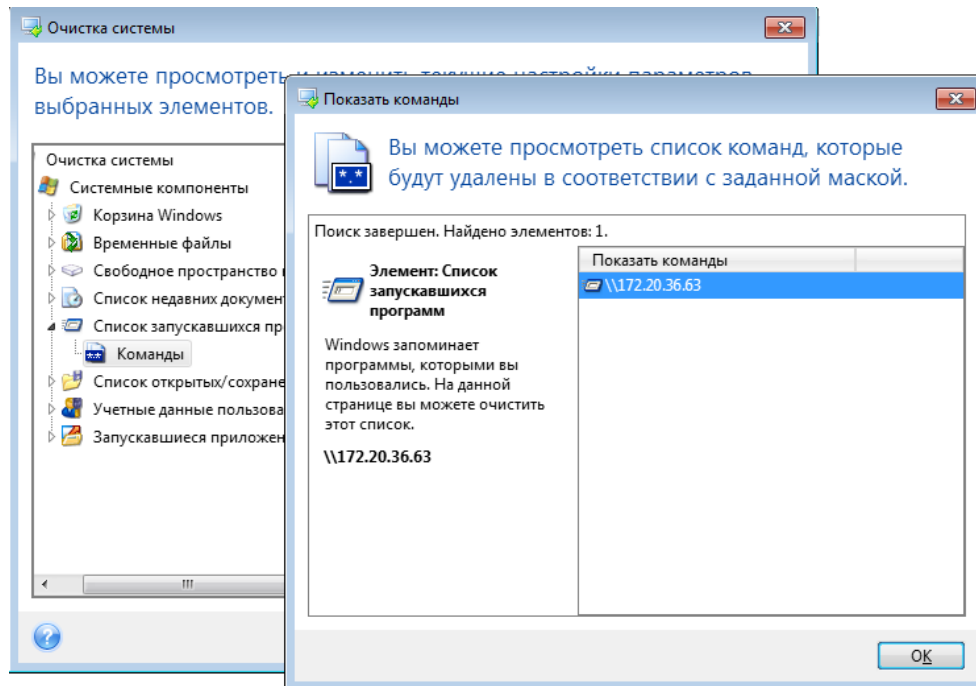 Очистка системы
Вы можете просмотреть и изменить текущие настройки параметров
выбранных элементов.
Очистка системы
Системные компоненты
Корзина Windows
Временные файлы
Свободное пространство
Список недавних докумен
Список запускавшихся пр
Команды
Список открытых/сохране
Учетные данные пользова
Запускавшиеся приложен
Показать команды
Вы можете просмотреть список команд, которые
будут удалены в соответствии с заданной маской.
Поиск завершен. Найдено элементов: 1.
Элемент: Список
запускавшихся
программ
Windows запоминает
программы, которыми вы
пользовались. На данной
странице вы можете очистить
этот список.
\\172.20.36.63
Показать команды
\\172.20.36.63
OK